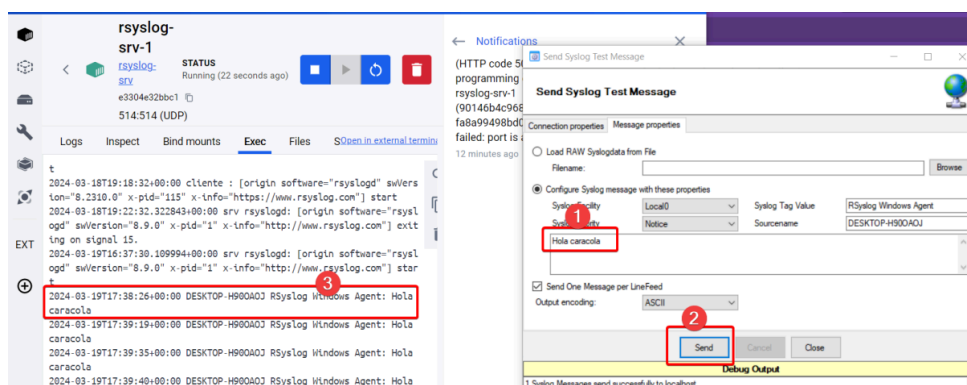 rsyslog-
srv-1
rsyslog-
srv
e3304e32bbc1
514:514 (UDP)
STATUS
Running (22 seconds ago)
Logs Inspect Bind mounts Exec Files
Open in external termin
EXT
t
2024-03-18T19:18:32+00:00 cliente : [origin software="rsyslogd" swVers
ion="8.2310.0" x-pid="115" x-info="https://www.rsyslog.com"] start
2024-03-18T19:22:32.322843+00:00 srv rsyslogd: [origin software="rsysl
ogd" swVersion="8.9.0" x-pid="1" x-info="http://www.rsyslog.com"] exit
ing on signal 15.
2024-03-19T16:37:30.109994+00:00 srv rsyslogd: [origin software="rsysl
ogd" swVersion="8.9.0" x-pid="1" x-info="http://www.rsyslog.com"] star
t
3
2024-03-19T17:38:26+00:00 DESKTOP-H90OAOJ RSyslog Windows Agent: Hola
caracola
2024-03-19T17:39:19+00:00 DESKTOP-H90OAOJ RSyslog Windows Agent: Hola
caracola
2024-03-19T17:39:35+00:00 DESKTOP-H90OAOJ RSyslog Windows Agent: Hola
caracola
2024-03-19T17:39:40+00:00 DESKTOP-H90OAOJ RSyslog Windows Agent: Hola
Notifications
(HTTP code 50
programming
rsyslog-srv-1
(90146b4c968
fa8a99498bd0
failed: port is
12 minutes ago
Send Syslog Test Message
Send Syslog Test Message
Connection properties Message properties
Load RAW Syslogdata from File
Filename: Browse
Configure Syslog message with these properties
Syslog Facility Local0 Syslog Tag Value RSyslog Windows Agent
1
Notice Sourcename DESKTOP-H90OAOJ
Hola caracola
Send One Message per LineFeed
Output encoding: ASCII
2
Send Cancel Close
Debug Output
1 Syslog Messages send successfully to localhost